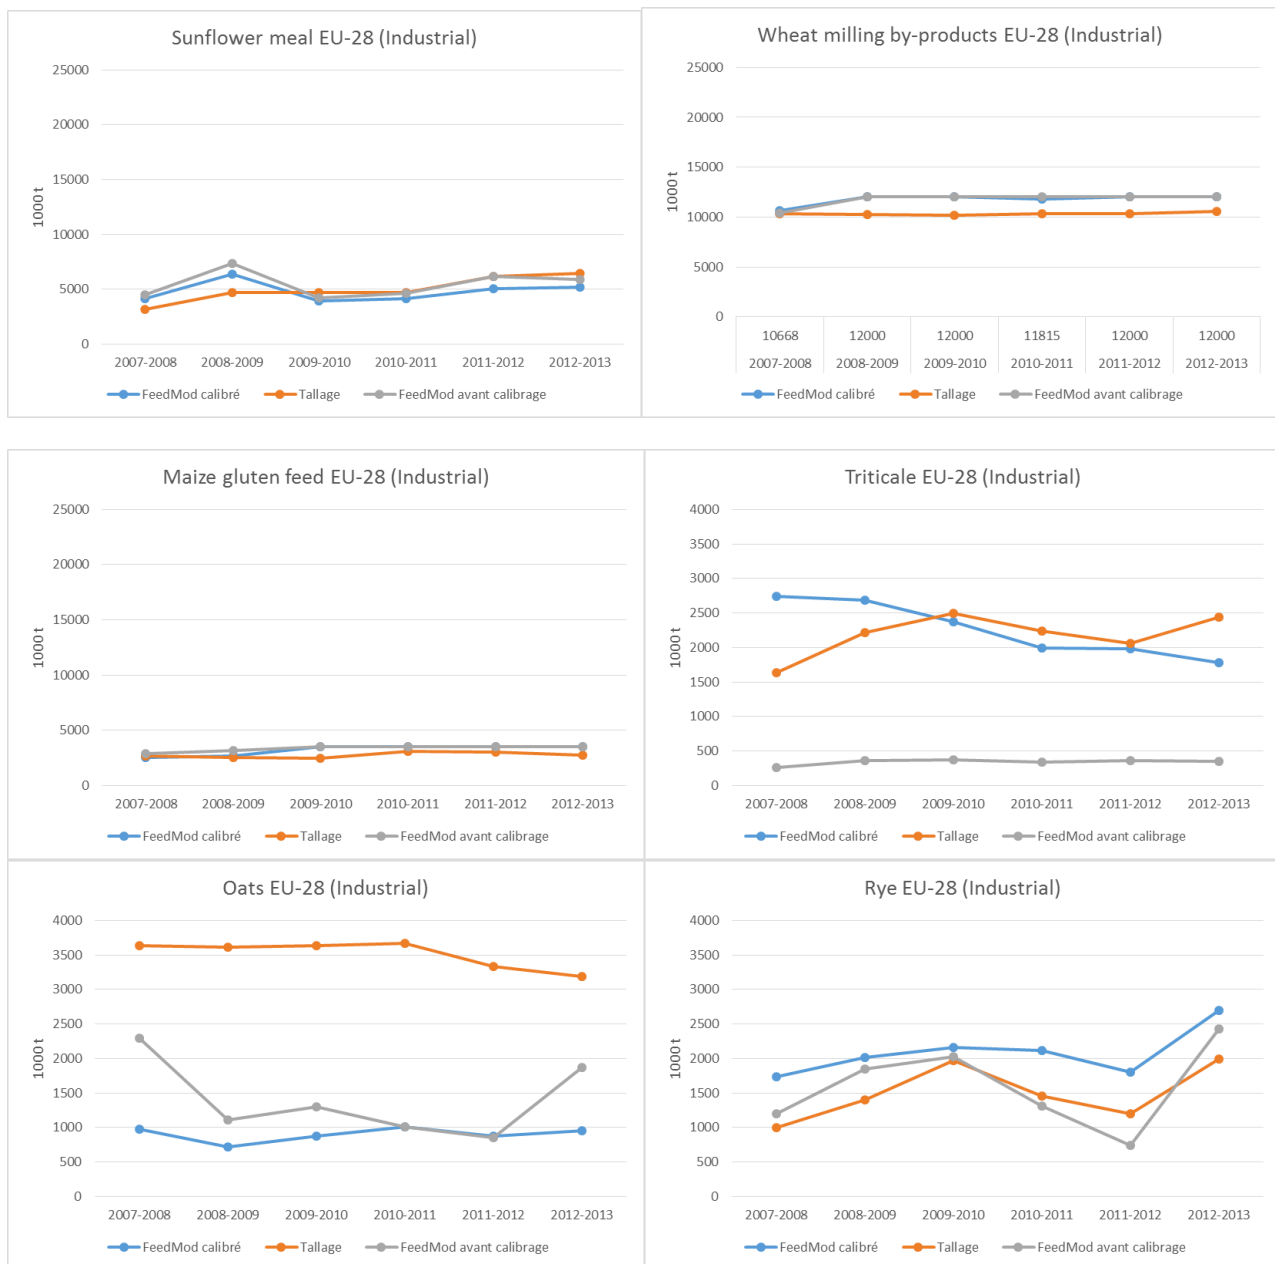 Sunflower meal EU-28 (Industrial)
25000
20000
15000
10000
5000
0
1000 t
2007-2008 2008-2009 2009-2010 2010-2011 2011-2012 2012-2013
FeedMod calibré Tallage FeedMod avant calibrage
Wheat milling by-products EU-28 (Industrial)
25000
20000
15000
10000
5000
0
1000 t
10668 12000 12000 11815 12000 12000
2007-2008 2008-2009 2009-2010 2010-2011 2011-2012 2012-2013
FeedMod calibré Tallage FeedMod avant calibrage
Maize gluten feed EU-28 (Industrial)
25000
20000
15000
10000
5000
0
1000 t
2007-2008 2008-2009 2009-2010 2010-2011 2011-2012 2012-2013
FeedMod calibré Tallage FeedMod avant calibrage
Triticale EU-28 (Industrial)
4000
3500
3000
2500
2000
1500
1000
500
0
1000 t
2007-2008 2008-2009 2009-2010 2010-2011 2011-2012 2012-2013
FeedMod calibré Tallage FeedMod avant calibrage
Oats EU-28 (Industrial)
4000
3500
3000
2500
2000
1500
1000
500
0
1000 t
2007-2008 2008-2009 2009-2010 2010-2011 2011-2012 2012-2013
FeedMod calibré Tallage FeedMod avant calibrage
Rye EU-28 (Industrial)
4000
3500
3000
2500
2000
1500
1000
500
0
1000 t
2007-2008 2008-2009 2009-2010 2010-2011 2011-2012 2012-2013
FeedMod calibré Tallage FeedMod avant calibrage